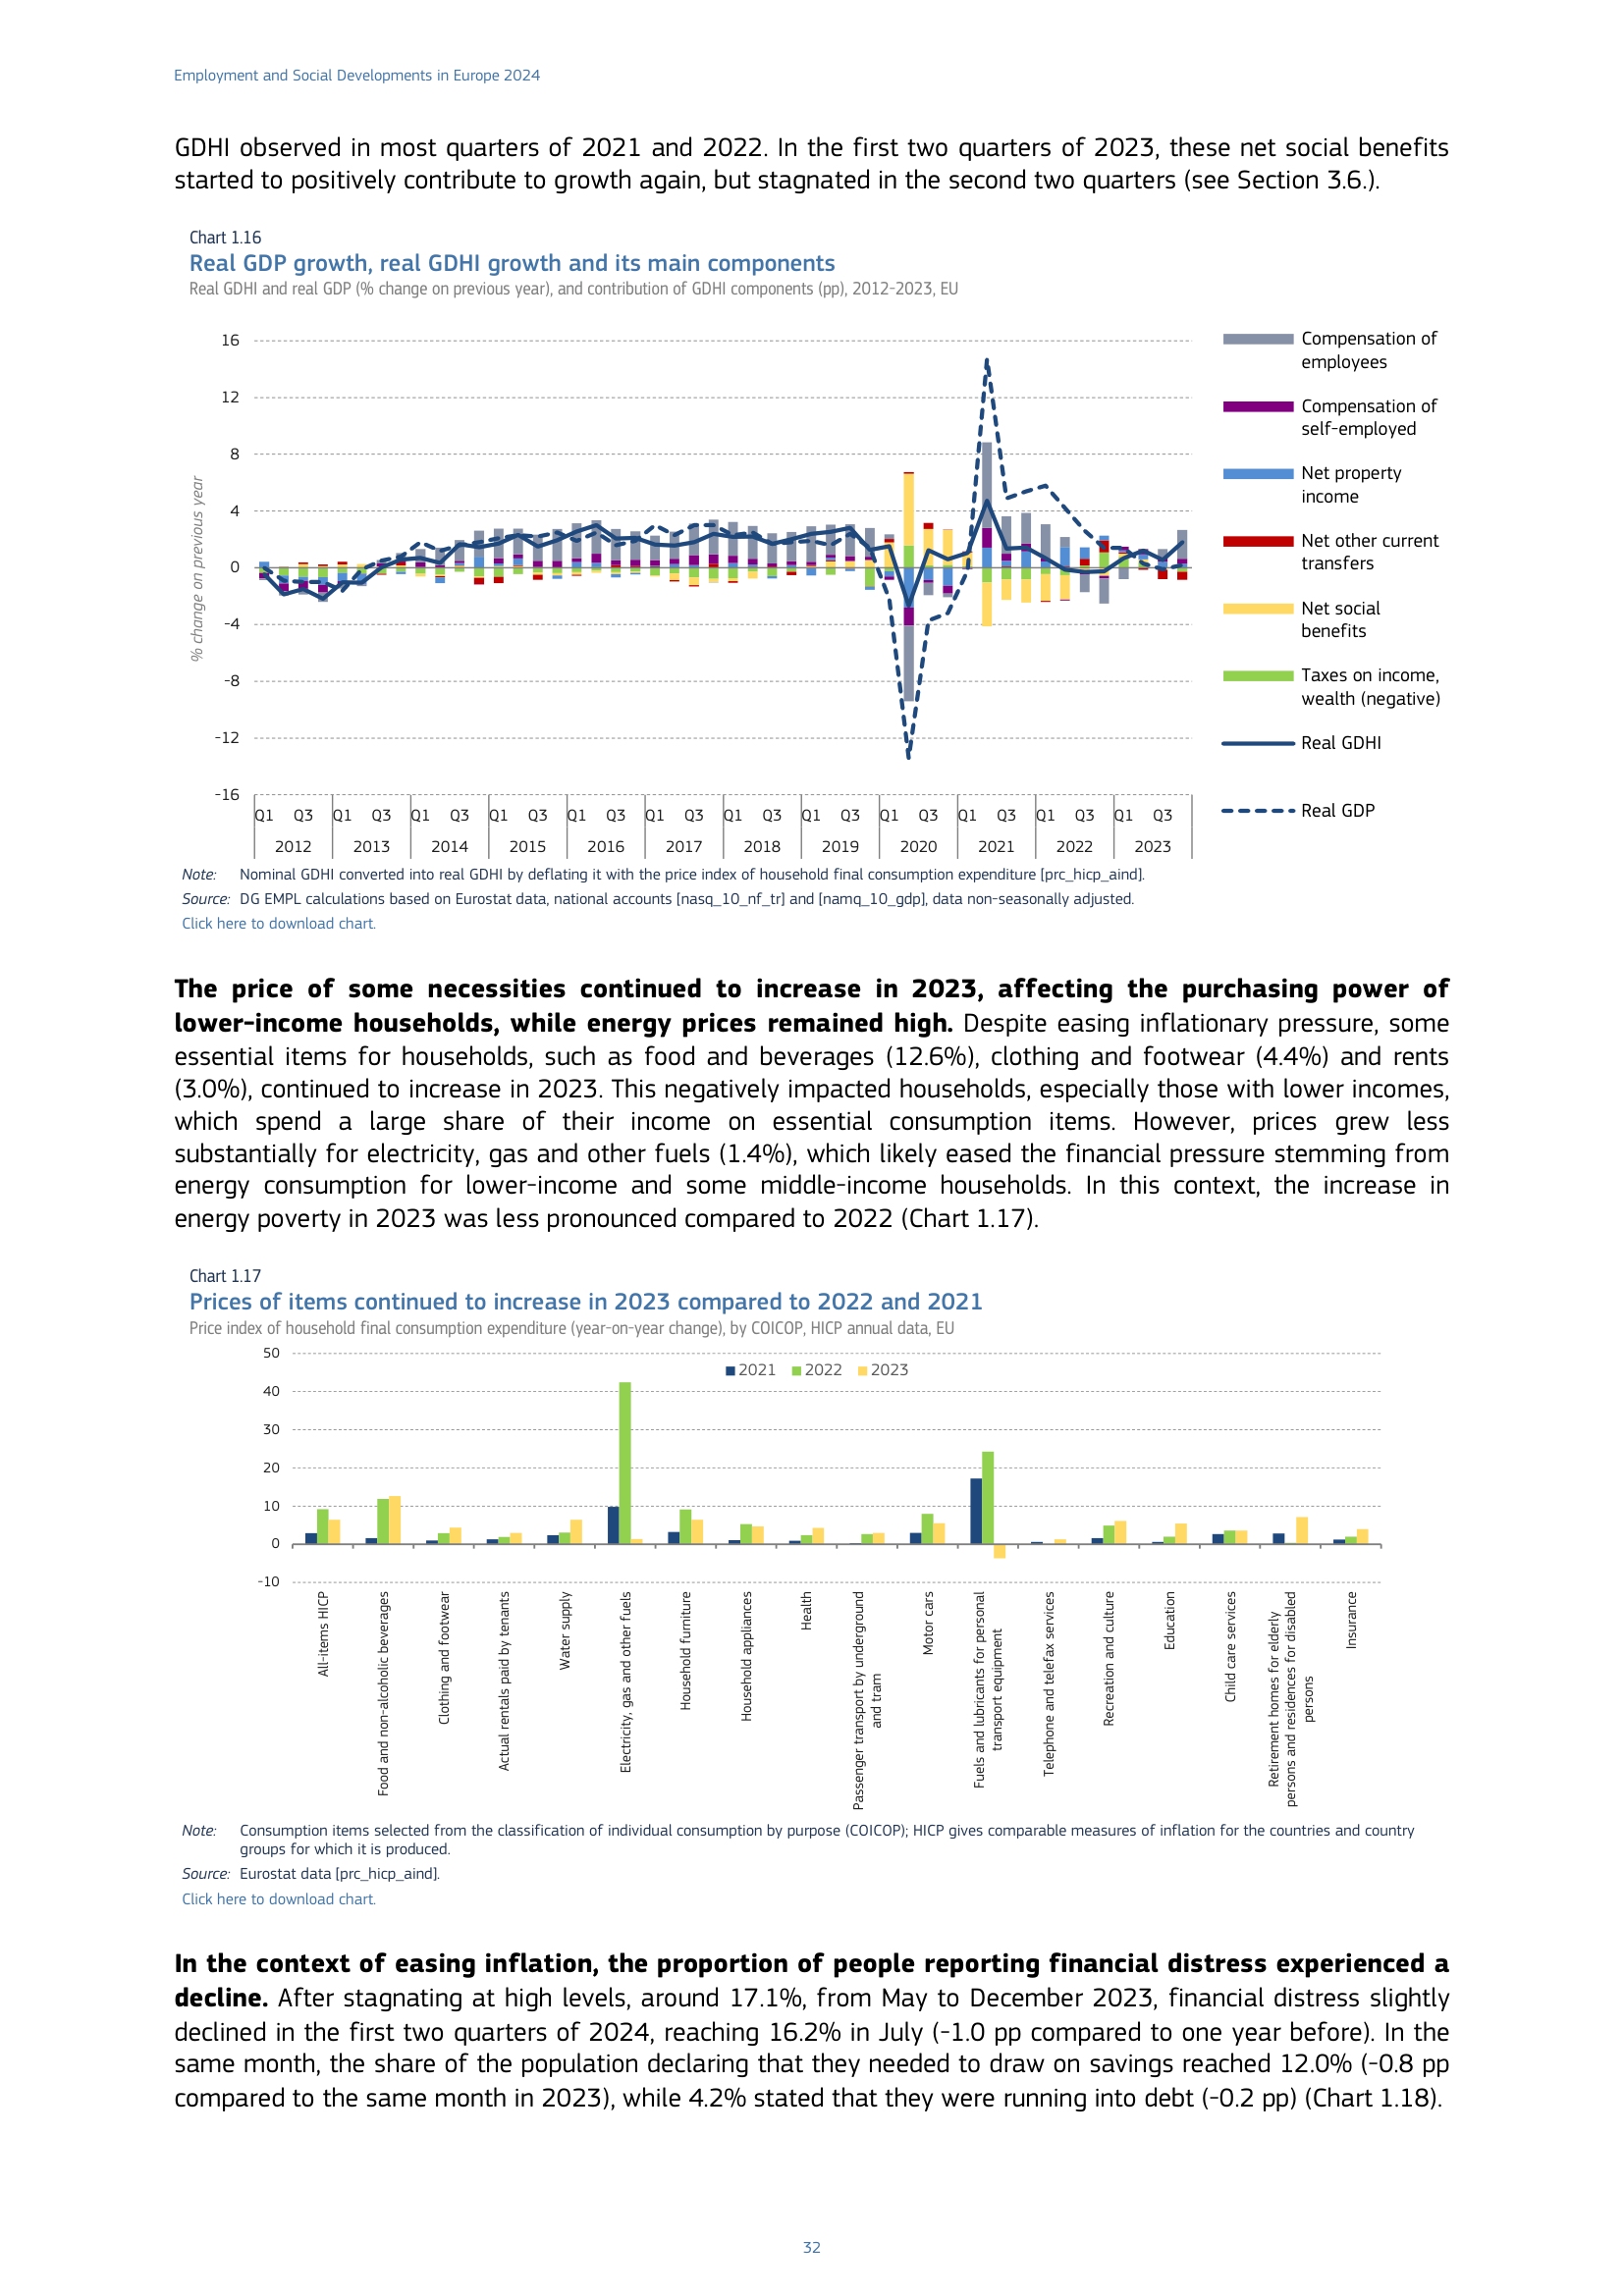 Employment and Social Developments in Europe 2024
GDHI observed in most quarters of 2021 and 2022. In the first two quarters of 2023, these net social benefits
started to positively contribute to growth again, but stagnated in the second two quarters (see Section 3.6.).
Chart 1.16
Real GDP growth, real GDHI growth and its main components
Real GDHI and real GDP (% change on previous year), and contribution of GDHI components (pp), 2012-2023, EU
% change on previous year
16
12
8
4
0
-4
-8
-12
-16
Q1 Q3 Q1 Q3 Q1 Q3 Q1 Q3 Q1 Q3 Q1 Q3 Q1 Q3 Q1 Q3 Q1 Q3 Q1 Q3 Q1 Q3 Q1 Q3
2012 2013 2014 2015 2016 2017 2018 2019 2020 2021 2022 2023
Compensation of
employees
Compensation of
self-employed
Net property
income
Net other current
transfers
Net social
benefits
Taxes on income,
wealth (negative)
Real GDHI
Real GDP
Note: Nominal GDHI converted into real GDHI by deflating it with the price index of household final consumption expenditure [prc_hicp_aind].
Source: DG EMPL calculations based on Eurostat data, national accounts [nasq_10_nf_tr] and [namq_10_gdp], data non-seasonally adjusted.
Click here to download chart.
The price of some necessities continued to increase in 2023, affecting the purchasing power of
lower-income households, while energy prices remained high. Despite easing inflationary pressure, some
essential items for households, such as food and beverages (12.6%), clothing and footwear (4.4%) and rents
(3.0%), continued to increase in 2023. This negatively impacted households, especially those with lower incomes,
which spend a large share of their income on essential consumption items. However, prices grew less
substantially for electricity, gas and other fuels (1.4%), which likely eased the financial pressure stemming from
energy consumption for lower-income and some middle-income households. In this context, the increase in
energy poverty in 2023 was less pronounced compared to 2022 (Chart 1.17).
Chart 1.17
Prices of items continued to increase in 2023 compared to 2022 and 2021
Price index of household final consumption expenditure (year-on-year change), by COICOP, HICP annual data, EU
50
40
30
20
10
0
-10
2021 2022 2023
All-items HICP
Food and non-alcoholic beverages
Clothing and footwear
Actual rentals paid by tenants
Water supply
Electricity, gas and other fuels
Household furniture
Household appliances
Health
Passenger transport by underground
and tram
Motor cars
Fuels and lubricants for personal
transport equipment
Telephone and telefax services
Recreation and culture
Education
Child care services
Retirement homes for elderly
persons and residences for disabled
persons
Insurance
Note: Consumption items selected from the classification of individual consumption by purpose (COICOP); HICP gives comparable measures of inflation for the countries and country
groups for which it is produced.
Source: Eurostat data [prc_hicp_aind].
Click here to download chart.
In the context of easing inflation, the proportion of people reporting financial distress experienced a
decline. After stagnating at high levels, around 17.1%, from May to December 2023, financial distress slightly
declined in the first two quarters of 2024, reaching 16.2% in July (-1.0 pp compared to one year before). In the
same month, the share of the population declaring that they needed to draw on savings reached 12.0% (-0.8 pp
compared to the same month in 2023), while 4.2% stated that they were running into debt (-0.2 pp) (Chart 1.18).
32